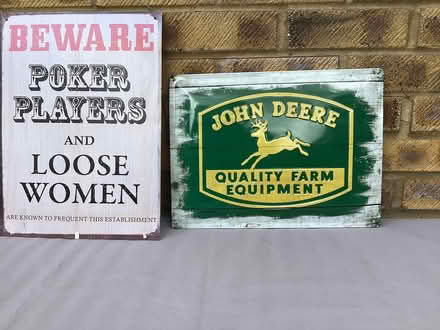 BEWARE
POKER
PLAYERS
AND
LOOSE
WOMEN
ARE KNOWN TO FREQUENT THIS ESTABLISHMENT
JOHN DEERE
QUALITY FARM
EQUIPMENT